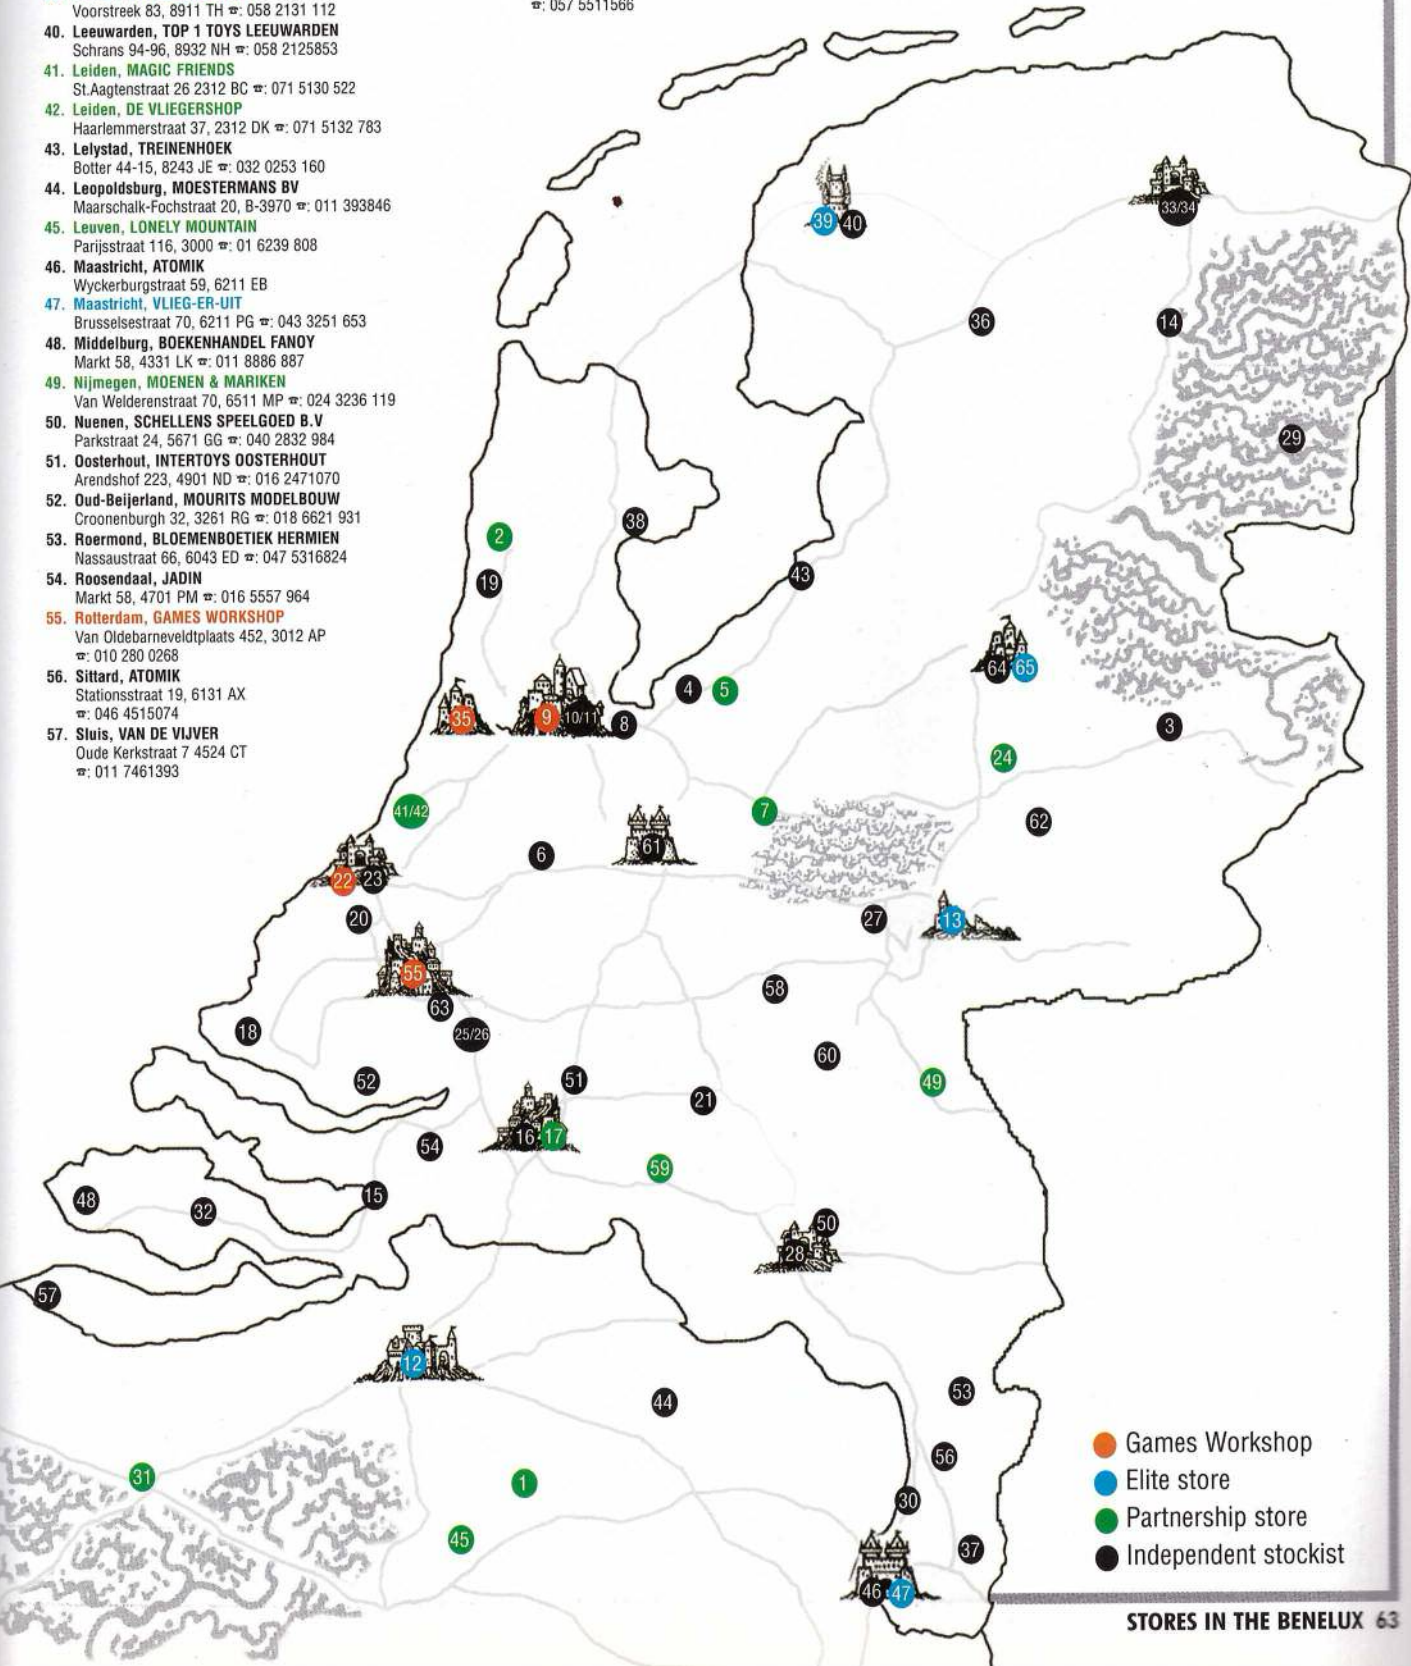 Voorstreek 83, 8911 TH ☎: 058 2131 112
40. Leeuwarden, TOP 1 TOYS LEEUWARDEN
Schrans 94-96, 8932 NH ☎: 058 2125853
41. Leiden, MAGIC FRIENDS
St.Aagtenstraat 26 2312 BC ☎: 071 5130 522
42. Leiden, DE VLIEGERSHOP
Haarlemmerstraat 37, 2312 DK ☎: 071 5132 783
43. Lelystad, TREINENHOEK
Botter 44-15, 8243 JE ☎: 032 0253 160
44. Leopoldsburg, MOESTERMANS BV
Maarschalk-Fochstraat 20, B-3970 ☎: 011 393846
45. Leuven, LONELY MOUNTAIN
Parijsstraat 116, 3000 ☎: 01 6239 808
46. Maastricht, ATOMIK
Wyckerburgstraat 59, 6211 EB
47. Maastricht, VLIEG-ER-UIT
Brusselsestraat 70, 6211 PG ☎: 043 3251 653
48. Middelburg, BOEKENHANDEL FANOY
Markt 58, 4331 LK ☎: 011 8886 887
49. Nijmegen, MOENEN & MARIKEN
Van Welderenstraat 70, 6511 MP ☎: 024 3236 119
50. Nuenen, SCHELLENS SPEELGOED B.V
Parkstraat 24, 5671 GG ☎: 040 2832 984
51. Oosterhout, INTERTOYS OOSTERHOUT
Arendshof 223, 4901 ND ☎: 016 2471070
52. Oud-Beijerland, MOURITS MODELBOUW
Croonenburgh 32, 3261 RG ☎: 018 6621 931
53. Roermond, BLOEMENBOETIEK HERMIEN
Nassaustraat 66, 6043 ED ☎: 047 5316824
54. Roosendaal, JADIN
Markt 58, 4701 PM ☎: 016 5557 964
55. Rotterdam, GAMES WORKSHOP
Van Oldebarneveldtplaats 452, 3012 AP
☎: 010 280 0268
56. Sittard, ATOMIK
Stationsstraat 19, 6131 AX
☎: 046 4515074
57. Sluis, VAN DE VIJVER
Oude Kerkstraat 7 4524 CT
☎: 011 7461393
☎: 057 5511566
39 40
33/34
36
14
29
2
38
19
43
64 65
4 5
35
9 10/11 8
3
24
41/42
7
62
6
61
22 23
20
27
13
55
63
58
18
25/26
60
52
51
49
21
16 17
54
59
48
32
15
50
28
57
12
53
44
56
31
1
30
45
37
46 47
Games Workshop
Elite store
Partnership store
Independent stockist
STORES IN THE BENELUX 63